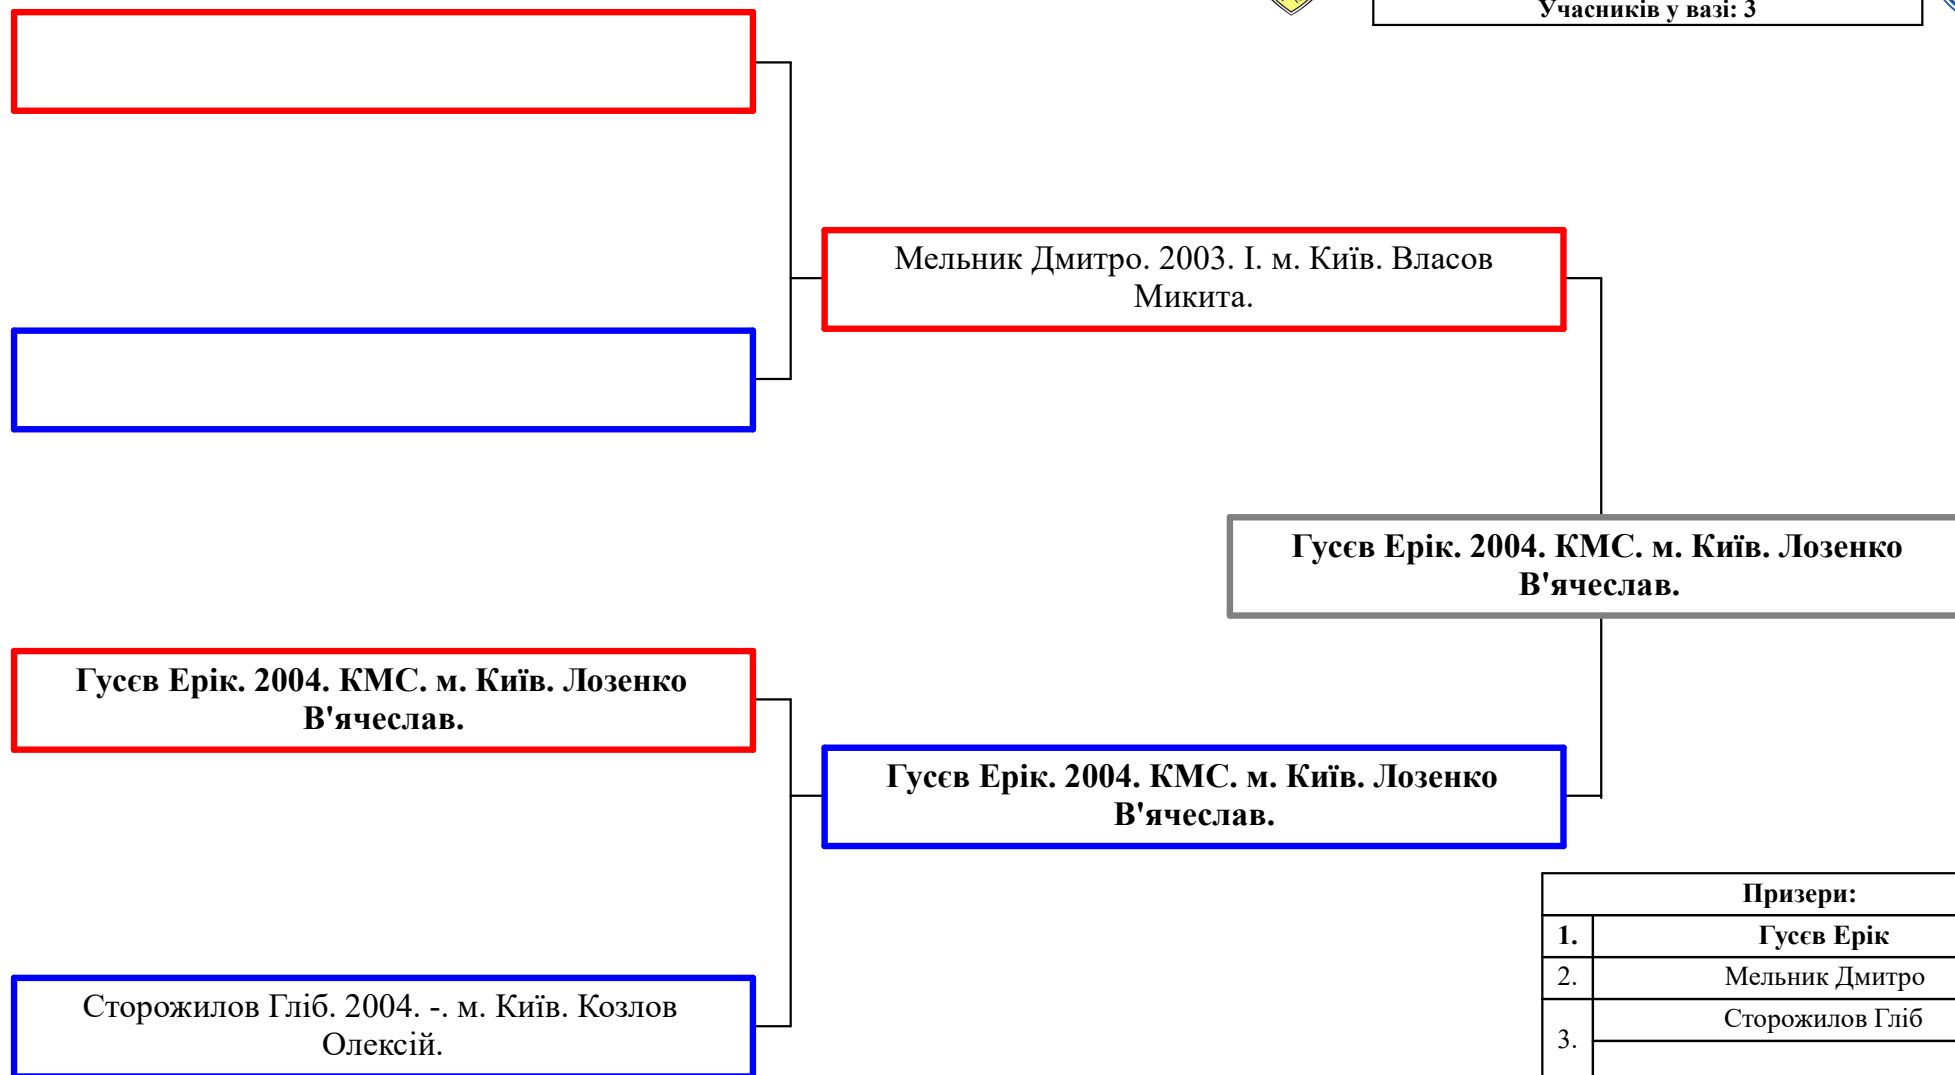 Учасників у вазі: 3
Мельник Дмитро. 2003. І. м. Київ. Власов
Микита.
Гусєв Ерік. 2004. КМС. м. Київ. Лозенко
В'ячеслав.
Гусєв Ерік. 2004. КМС. м. Київ. Лозенко
В'ячеслав.
Гусєв Ерік. 2004. КМС. м. Київ. Лозенко
В'ячеслав.
Сторожилов Гліб. 2004. -. м. Київ. Козлов
Олексій.
Призери:
1. Гусєв Ерік
2. Мельник Дмитро
3. Сторожилов Гліб